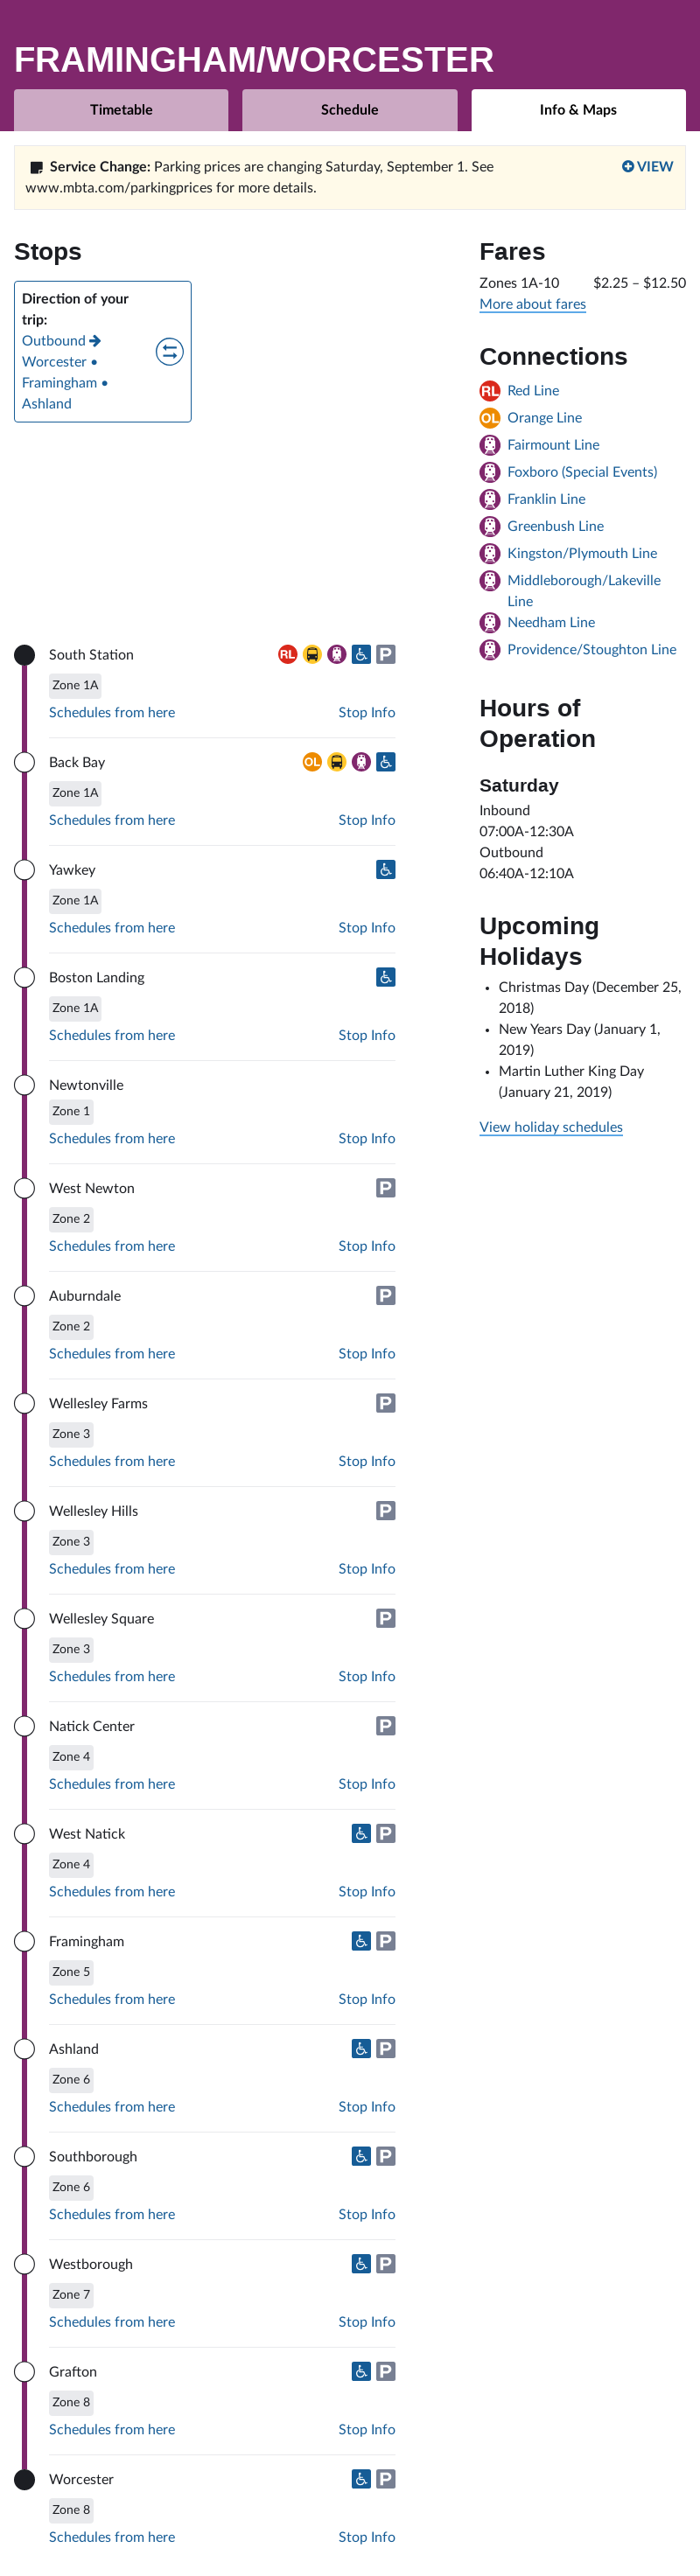 FRAMINGHAM/WORCESTER
Timetable
Schedule
Info & Maps
Service Change: Parking prices are changing Saturday, September 1. See
www.mbta.com/parkingprices for more details.
VIEW
Stops
Direction of your
trip:
Outbound
Worcester •
Framingham •
Ashland
South Station
RL
P
Zone 1A
Schedules from here
Stop Info
Back Bay
OL
Zone 1A
Schedules from here
Stop Info
Yawkey
Zone 1A
Schedules from here
Stop Info
Boston Landing
Zone 1A
Schedules from here
Stop Info
Newtonville
Zone 1
Schedules from here
Stop Info
West Newton
P
Zone 2
Schedules from here
Stop Info
Auburndale
P
Zone 2
Schedules from here
Stop Info
Wellesley Farms
P
Zone 3
Schedules from here
Stop Info
Wellesley Hills
P
Zone 3
Schedules from here
Stop Info
Wellesley Square
P
Zone 3
Schedules from here
Stop Info
Natick Center
P
Zone 4
Schedules from here
Stop Info
West Natick
P
Zone 4
Schedules from here
Stop Info
Framingham
P
Zone 5
Schedules from here
Stop Info
Ashland
P
Zone 6
Schedules from here
Stop Info
Southborough
P
Zone 6
Schedules from here
Stop Info
Westborough
P
Zone 7
Schedules from here
Stop Info
Grafton
P
Zone 8
Schedules from here
Stop Info
Worcester
P
Zone 8
Schedules from here
Stop Info
Fares
Zones 1A-10 $2.25 – $12.50
More about fares
Connections
RL Red Line
OL Orange Line
Fairmount Line
Foxboro (Special Events)
Franklin Line
Greenbush Line
Kingston/Plymouth Line
Middleborough/Lakeville
Line
Needham Line
Providence/Stoughton Line
Hours of
Operation
Saturday
Inbound
07:00A-12:30A
Outbound
06:40A-12:10A
Upcoming
Holidays
• Christmas Day (December 25,
2018)
• New Years Day (January 1,
2019)
• Martin Luther King Day
(January 21, 2019)
View holiday schedules